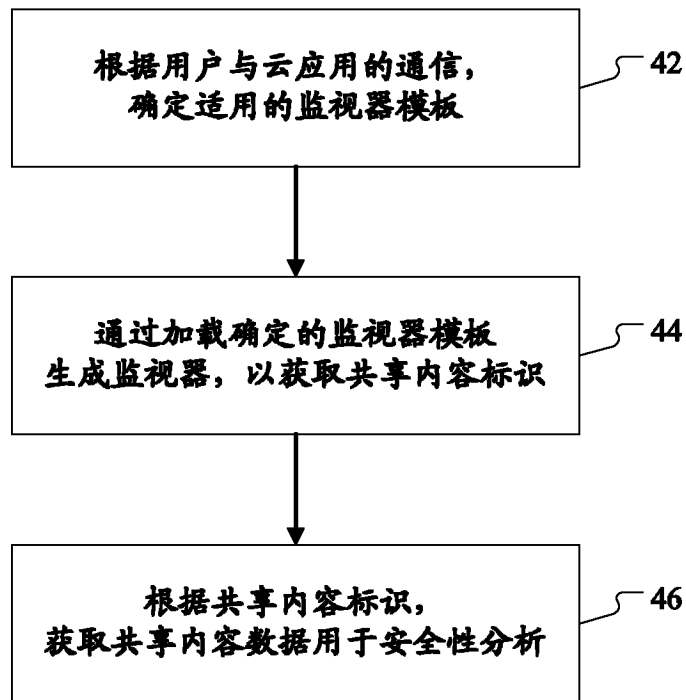 根据用户与云应用的通信，
确定适用的监视器模板
42
通过加载确定的监视器模板
生成监视器，以获取共享内容标识
44
根据共享内容标识，
获取共享内容数据用于安全性分析
46